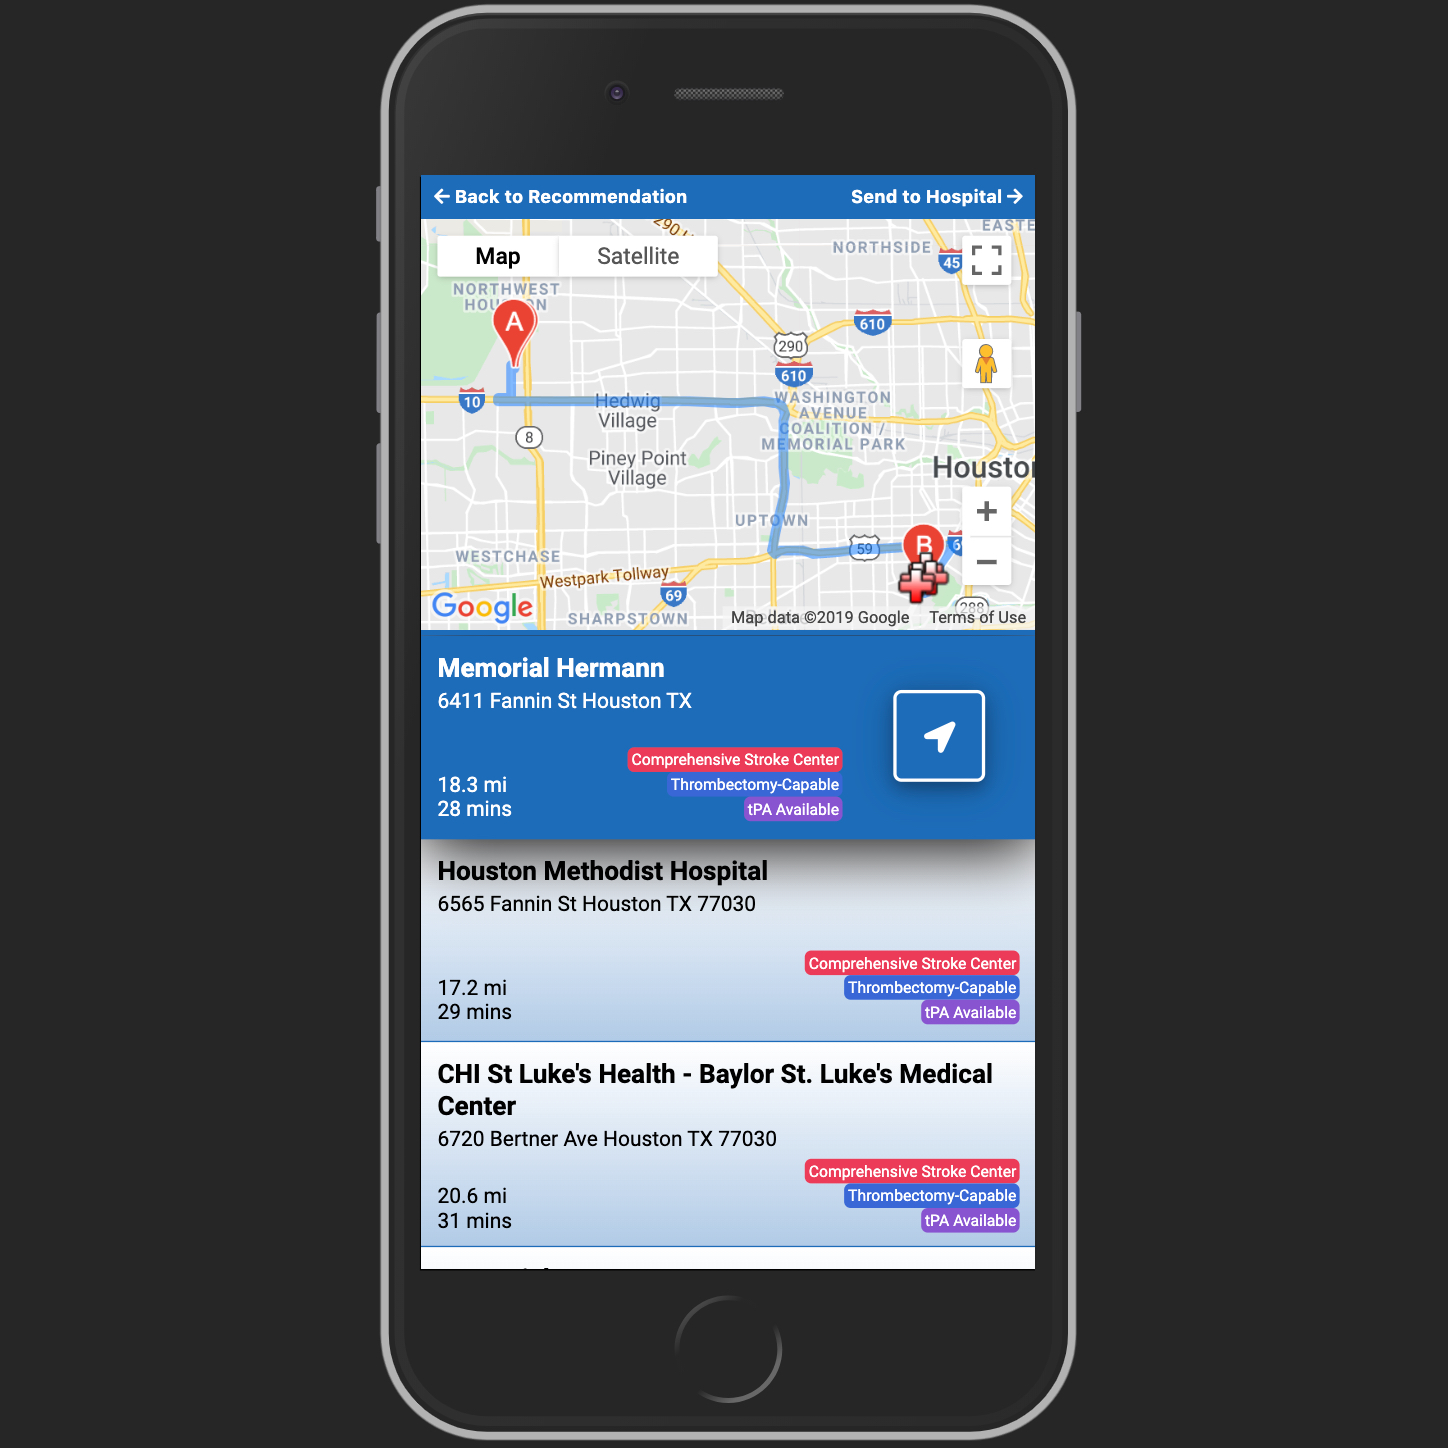 Back to Recommendation
Send to Hospital
290
EASTE
NORTHSIDE
45
Map
Satellite
NORTHWEST
HOUSTON
A
610
290
610
10
Hedwig
Village
WASHINGTON
AVENUE
COALITION /
MEMORIAL PARK
8
Piney Point
Village
Houston
UPTOWN
59
B
WESTCHASE
Westpark Tollway
69
288
Google
SHARPSTOWN
Map data ©2019 Google
Terms of Use
Memorial Hermann
6411 Fannin St Houston TX
Comprehensive Stroke Center
18.3 mi
Thrombectomy-Capable
28 mins
tPA Available
Houston Methodist Hospital
6565 Fannin St Houston TX 77030
Comprehensive Stroke Center
17.2 mi
Thrombectomy-Capable
29 mins
tPA Available
CHI St Luke's Health - Baylor St. Luke's Medical
Center
6720 Bertner Ave Houston TX 77030
Comprehensive Stroke Center
20.6 mi
Thrombectomy-Capable
31 mins
tPA Available